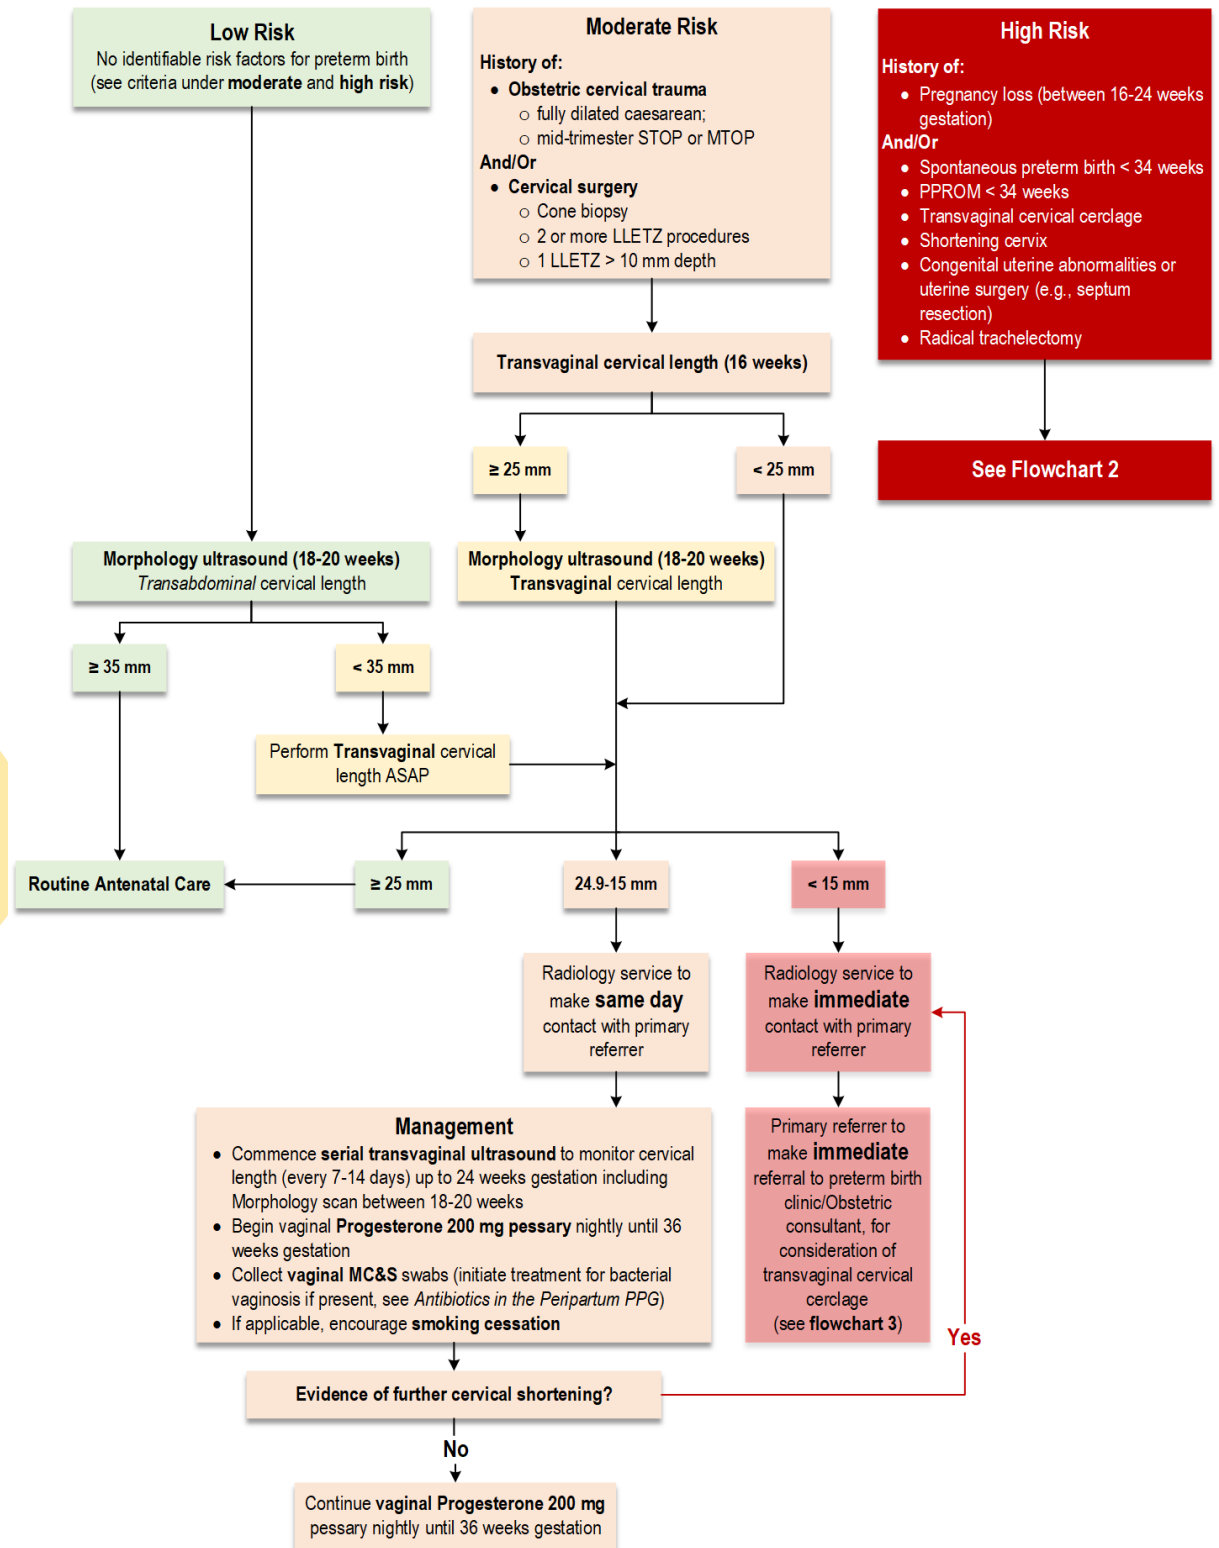 Low Risk
No identifiable risk factors for preterm birth
(see criteria under moderate and high risk)
Moderate Risk
History of:
• Obstetric cervical trauma
○ fully dilated caesarean;
○ mid-trimester STOP or MTOP
And/Or
• Cervical surgery
○ Cone biopsy
○ 2 or more LLETZ procedures
○ 1 LLETZ > 10 mm depth
High Risk
History of:
• Pregnancy loss (between 16-24 weeks
gestation)
And/Or
• Spontaneous preterm birth < 34 weeks
• PPROM < 34 weeks
• Transvaginal cervical cerclage
• Shortening cervix
• Congenital uterine abnormalities or
uterine surgery (e.g., septum
resection)
• Radical trachelectomy
Transvaginal cervical length (16 weeks)
≥ 25 mm
< 25 mm
See Flowchart 2
Morphology ultrasound (18-20 weeks)
Transabdominal cervical length
Morphology ultrasound (18-20 weeks)
Transvaginal cervical length
≥ 35 mm
< 35 mm
Perform Transvaginal cervical
length ASAP
Routine Antenatal Care
≥ 25 mm
24.9-15 mm
< 15 mm
Radiology service to
make same day
contact with primary
referrer
Radiology service to
make immediate
contact with primary
referrer
Management
• Commence serial transvaginal ultrasound to monitor cervical
length (every 7-14 days) up to 24 weeks gestation including
Morphology scan between 18-20 weeks
• Begin vaginal Progesterone 200 mg pessary nightly until 36
weeks gestation
• Collect vaginal MC&S swabs (initiate treatment for bacterial
vaginosis if present, see Antibiotics in the Peripartum PPG)
• If applicable, encourage smoking cessation
Primary referrer to
make immediate
referral to preterm birth
clinic/Obstetric
consultant, for
consideration of
transvaginal cervical
cerclage
(see flowchart 3)
Yes
Evidence of further cervical shortening?
No
Continue vaginal Progesterone 200 mg
pessary nightly until 36 weeks gestation